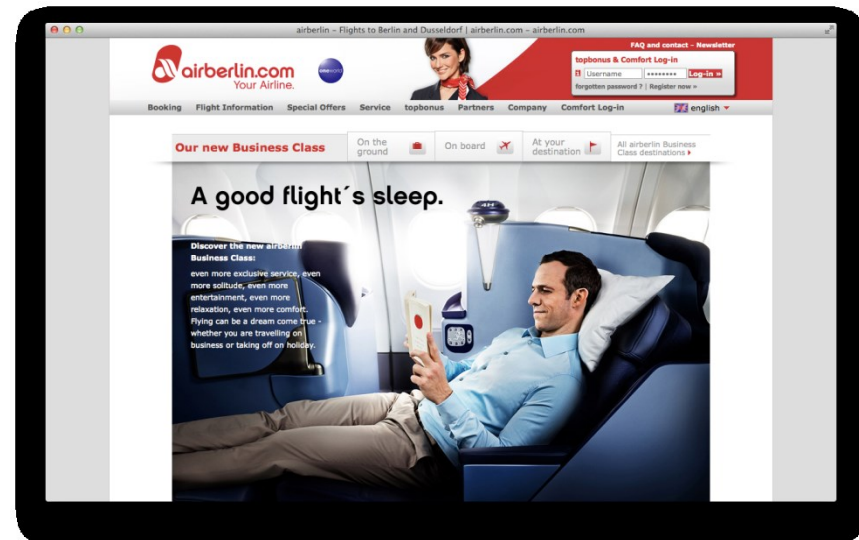 airberlin – Flights to Berlin and Dusseldorf | airberlin.com – airberlin.com
FAQ and contact – Newsletter
airberlin.com
Your Airline.
oneworld
topbonus & Comfort Log-in
Username
•••••••• Log-in »
forgotten password ? | Register now »
Booking Flight Information Special Offers Service topbonus Partners Company Comfort Log-in english
Our new Business Class
On the
ground
On board
At your
destination
All airberlin Business
Class destinations
A good flight´s sleep.
4H
Discover the new airberlin
Business Class:
even more exclusive service, even
more solitude, even more
entertainment, even more
relaxation, even more comfort.
Flying can be a dream come true -
whether you are travelling on
business or taking off on holiday.